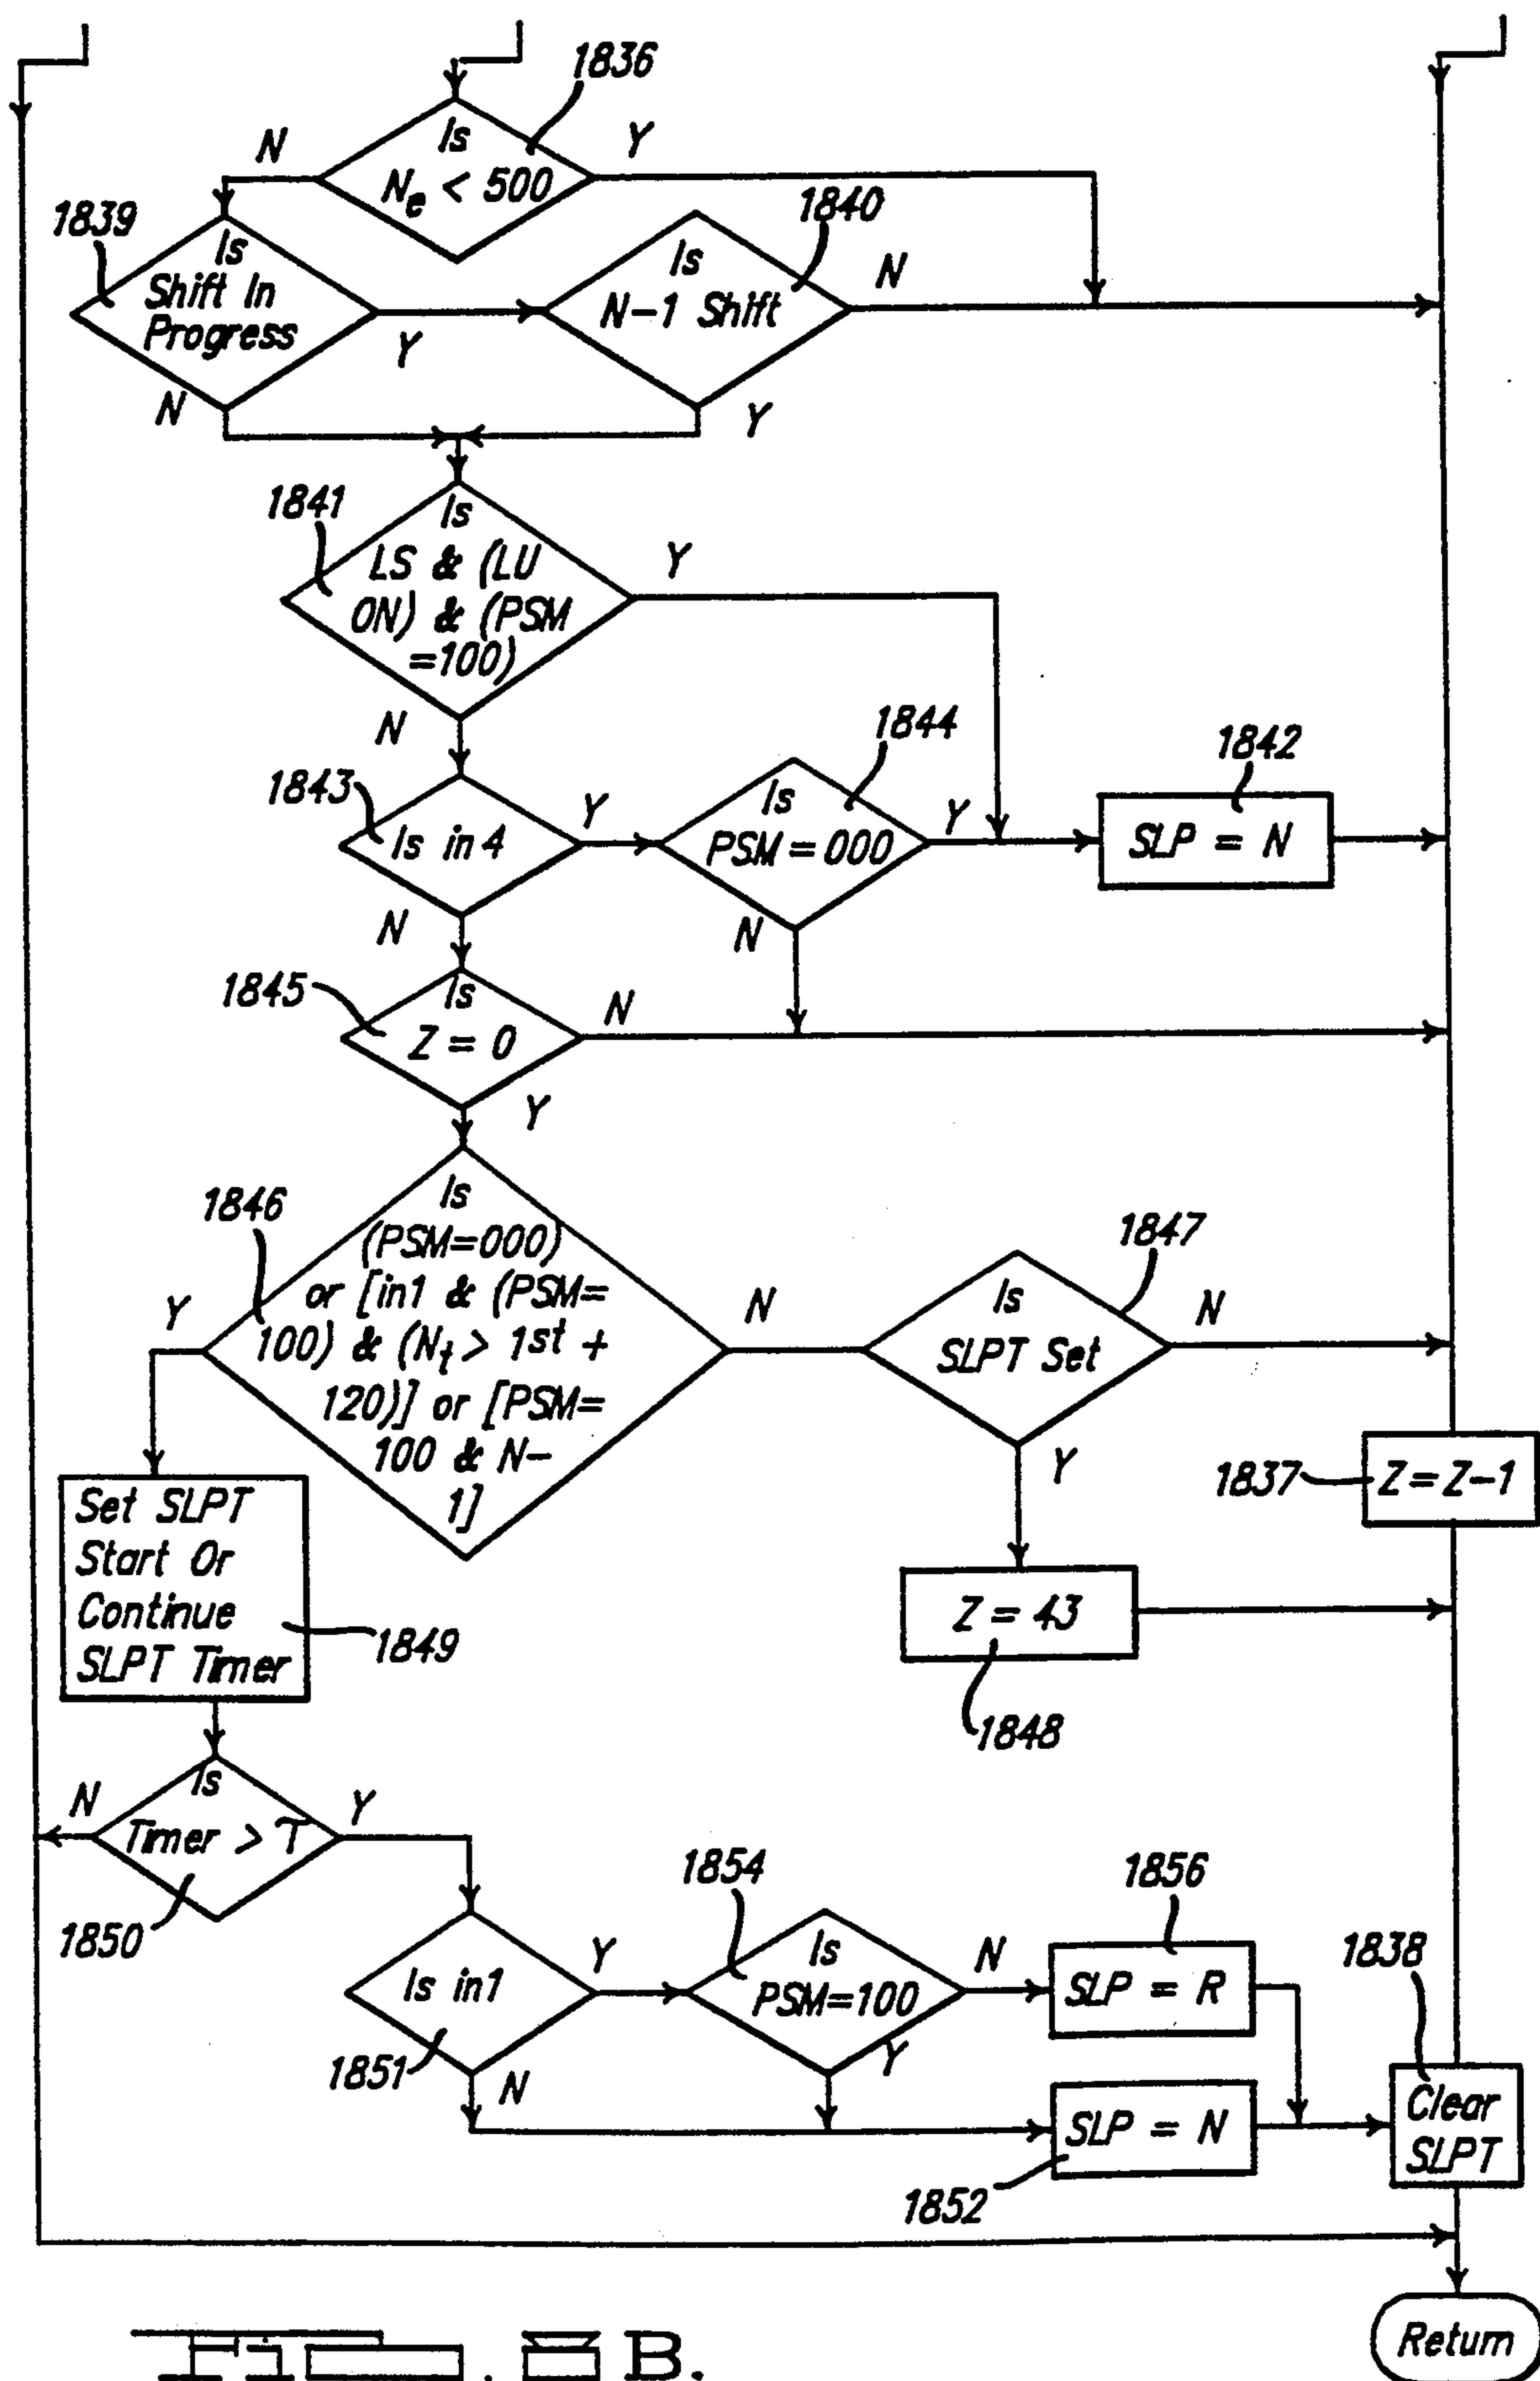 1836
Is
N_e < 500
N
Y
1839
Is
Shift In
Progress
Y
N
1840
Is
N-1 Shift
N
Y
1841
Is
LS & (LU
ON) & (PSM
=100)
Y
N
1843
Is in 4
Y
N
1844
Is
PSM = 000
Y
N
1842
SLP = N
1845
Is
Z = 0
N
Y
1846
Is
(PSM=000)
or [in1 & (PSM=
100) & (N_t > 1st +
120)] or [PSM=
100 & N-
1]
Y
N
1847
Is
SLPT Set
N
Y
1837
Z=Z-1
Z = 43
1848
Set SLPT
Start Or
Continue
SLPT Timer
1849
Is
Timer > T
N
Y
1850
Is in1
Y
1851
N
1854
Is
PSM=100
N
Y
1856
SLP = R
SLP = N
1852
1838
Clear
SLPT
Return
B.